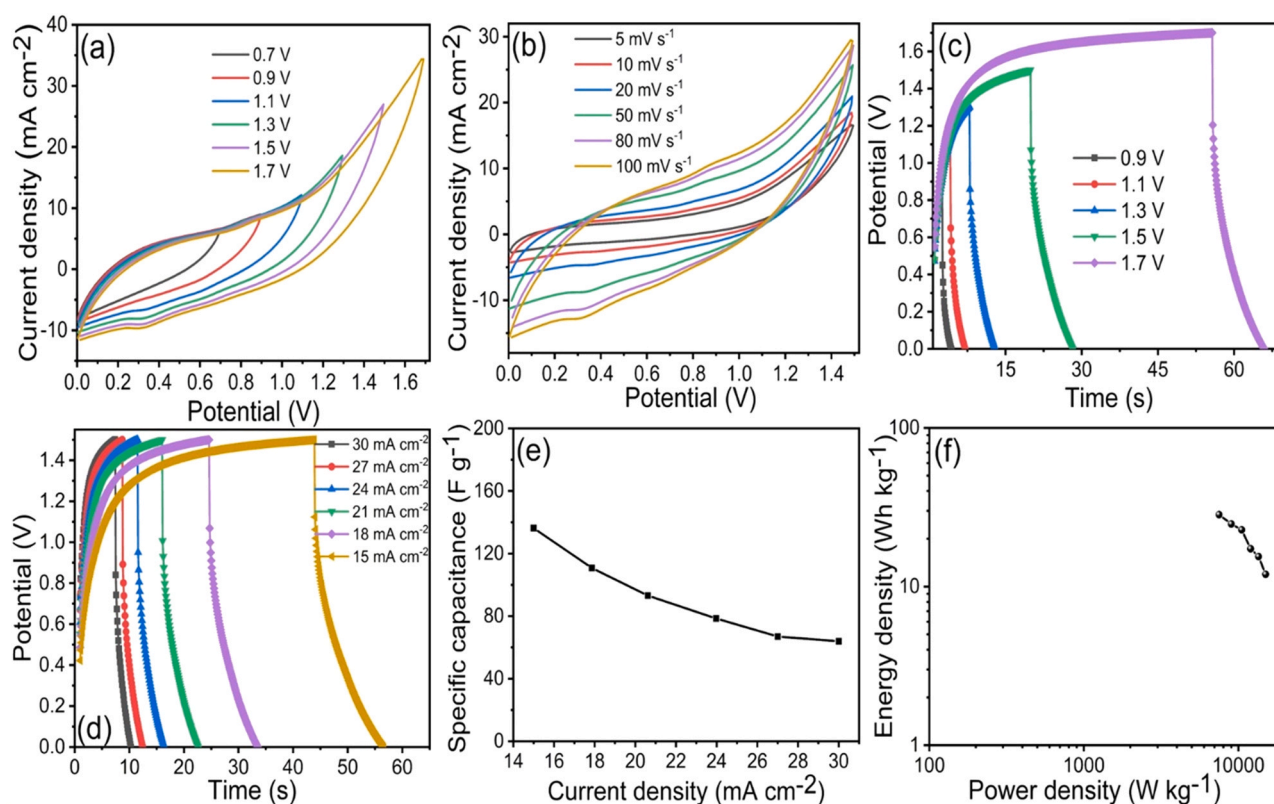 (a)
Current density (mA cm-2)
40
30
20
10
0
-10
0.7 V
0.9 V
1.1 V
1.3 V
1.5 V
1.7 V
0.0 0.2 0.4 0.6 0.8 1.0 1.2 1.4 1.6
Potential (V)
(b)
Current density (mA cm-2)
30
20
10
0
-10
5 mV s-1
10 mV s-1
20 mV s-1
50 mV s-1
80 mV s-1
100 mV s-1
0.0 0.2 0.4 0.6 0.8 1.0 1.2 1.4
Potential (V)
(c)
Potential (V)
1.6
1.4
1.2
1.0
0.8
0.6
0.4
0.2
0.0
0.9 V
1.1 V
1.3 V
1.5 V
1.7 V
15 30 45 60
Time (s)
(d)
Potential (V)
1.4
1.2
1.0
0.8
0.6
0.4
0.2
0.0
30 mA cm-2
27 mA cm-2
24 mA cm-2
21 mA cm-2
18 mA cm-2
15 mA cm-2
0 10 20 30 40 50 60
Time (s)
(e)
Specific capacitance (F g-1)
200
160
120
80
40
0
14 16 18 20 22 24 26 28 30
Current density (mA cm-2)
(f)
Energy density (Wh kg-1)
100
10
1
100 1000 10000
Power density (W kg-1)